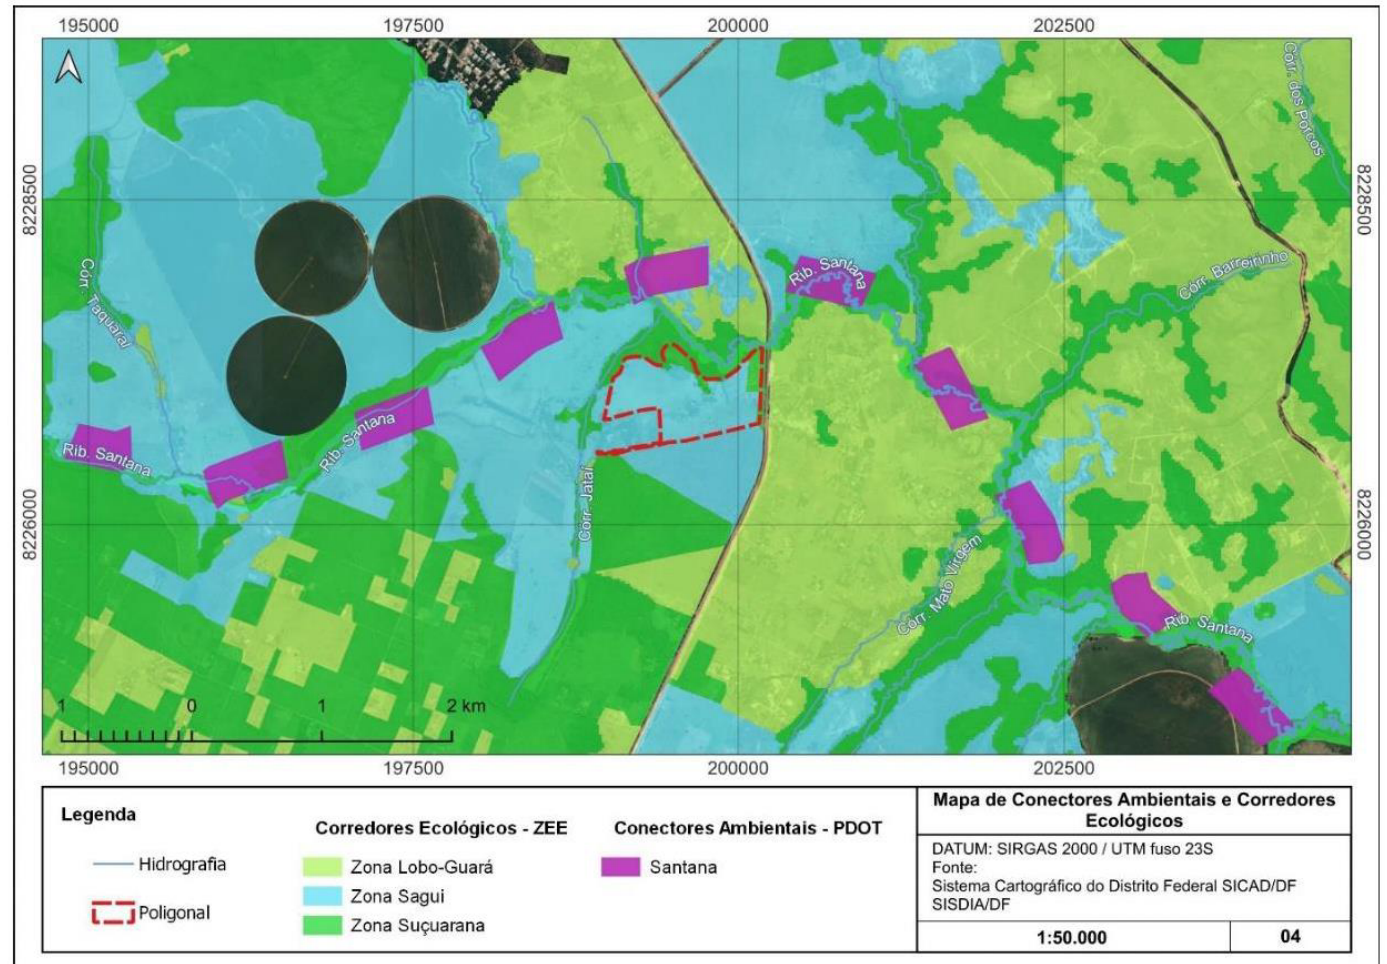 195000 197500 200000 202500
8228500 8228500
8226000 8226000
Córr. dos Porcos
Córr. Taquaral
Rib. Santana
Córr. Barreirinho
Rib. Santana
Rib. Santana
Córr. Jataí
Córr. Mato Virgem
Rib. Santana
1 0 1 2 km
195000 197500 200000 202500
Legenda
Hidrografia
Poligonal
Corredores Ecológicos - ZEE
Zona Lobo-Guará
Zona Sagui
Zona Suçuarana
Conectores Ambientais - PDOT
Santana
Mapa de Conectores Ambientais e Corredores
Ecológicos
DATUM: SIRGAS 2000 / UTM fuso 23S
Fonte:
Sistema Cartográfico do Distrito Federal SICAD/DF
SISDIA/DF
1:50.000 04